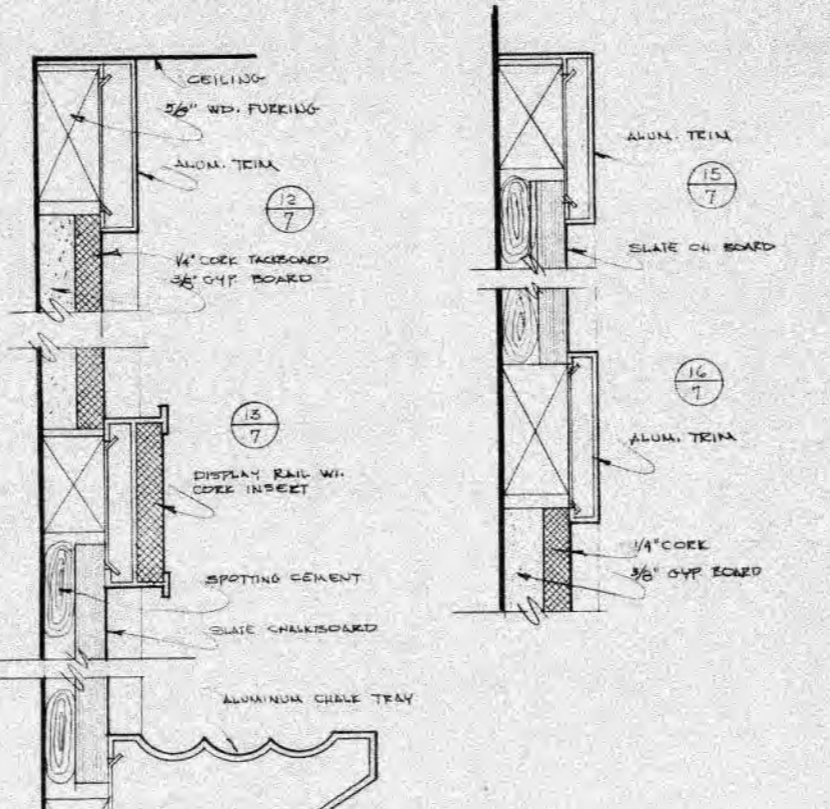 CEILING
5/8" WD. FURRING
ALUM. TRIM
12
7
1/4" CORK TACKBOARD
3/8" GYP. BOARD
13
7
DISPLAY RAIL W/.
CORK INSERT
SPOTTING CEMENT
SLATE CHALKBOARD
ALUMINUM CHALK TRAY
ALUM. TRIM
15
7
SLATE OR BOARD
16
7
ALUM. TRIM
1/4" CORK
3/8" GYP BOARD